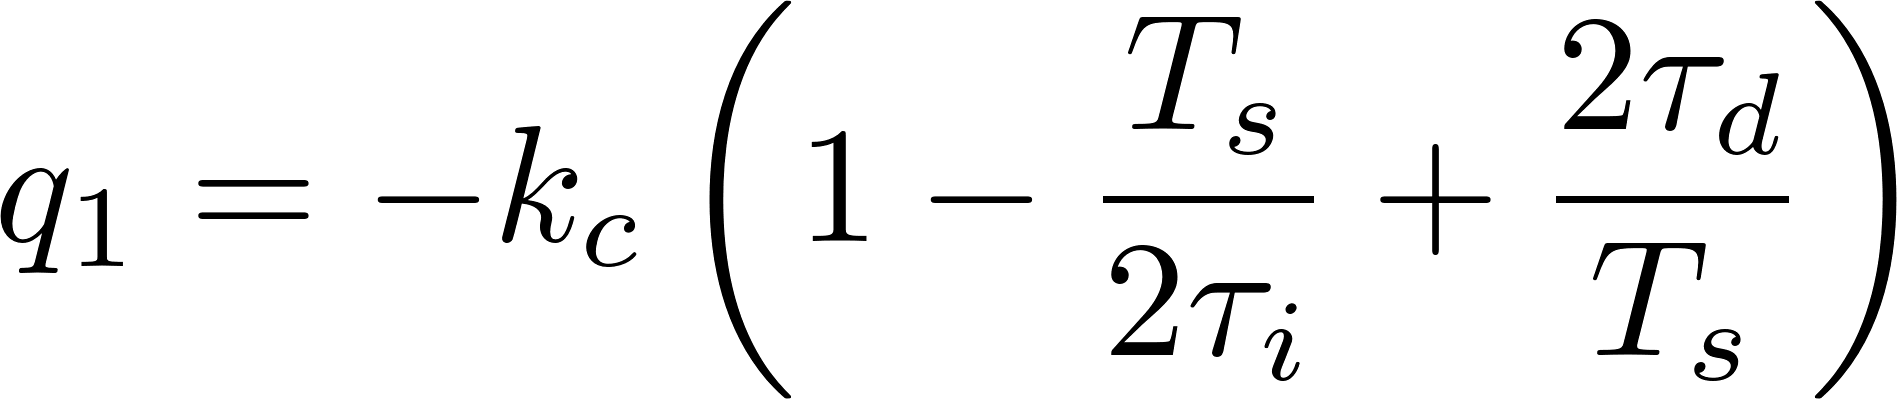 q_1 = -k_c \left( 1 - \frac{T_s}{2\tau_i} + \frac{2\tau_d}{T_s} \right)